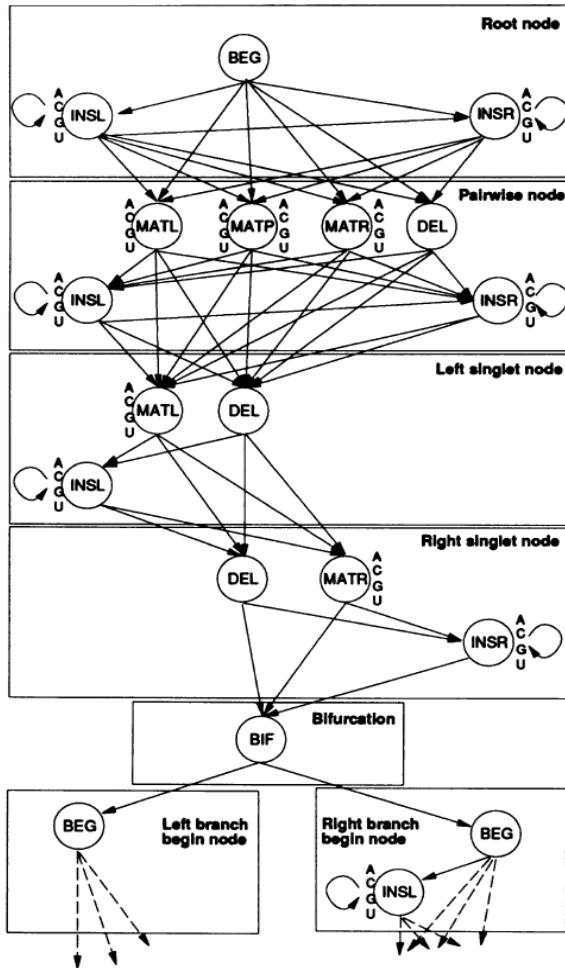 Root node
BEG
INSL
A
C
G
U
INSR
A
C
G
U
Pairwise node
A
C
G
U
MATL
A
C
G
U
MATP
A
C
G
U
MATR
A
C
G
U
DEL
A
C
G
U
INSL
INSR
A
C
G
U
Left singlet node
A
C
G
U
MATL
DEL
A
C
G
U
INSL
Right singlet node
DEL
MATR
A
C
G
U
INSR
A
C
G
U
Bifurcation
BIF
BEG
Left branch
begin node
Right branch
begin node
BEG
A
C
G
U
INSL